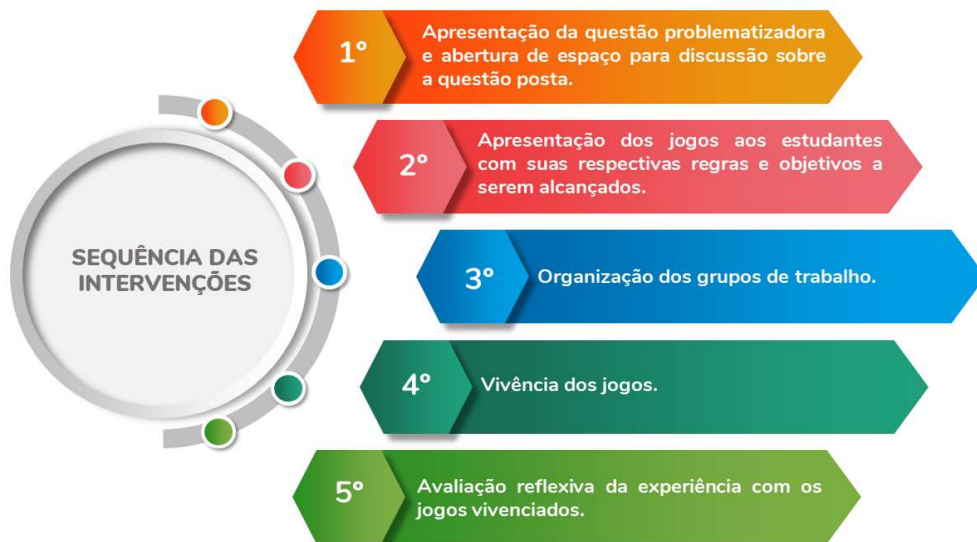 SEQUÊNCIA DAS
INTERVENÇÕES
1º
Apresentação da questão problematizadora
e abertura de espaço para discussão sobre
a questão posta.
2º
Apresentação dos jogos aos estudantes
com suas respectivas regras e objetivos a
serem alcançados.
3º
Organização dos grupos de trabalho.
4º
Vivência dos jogos.
5º
Avaliação reflexiva da experiência com os
jogos vivenciados.